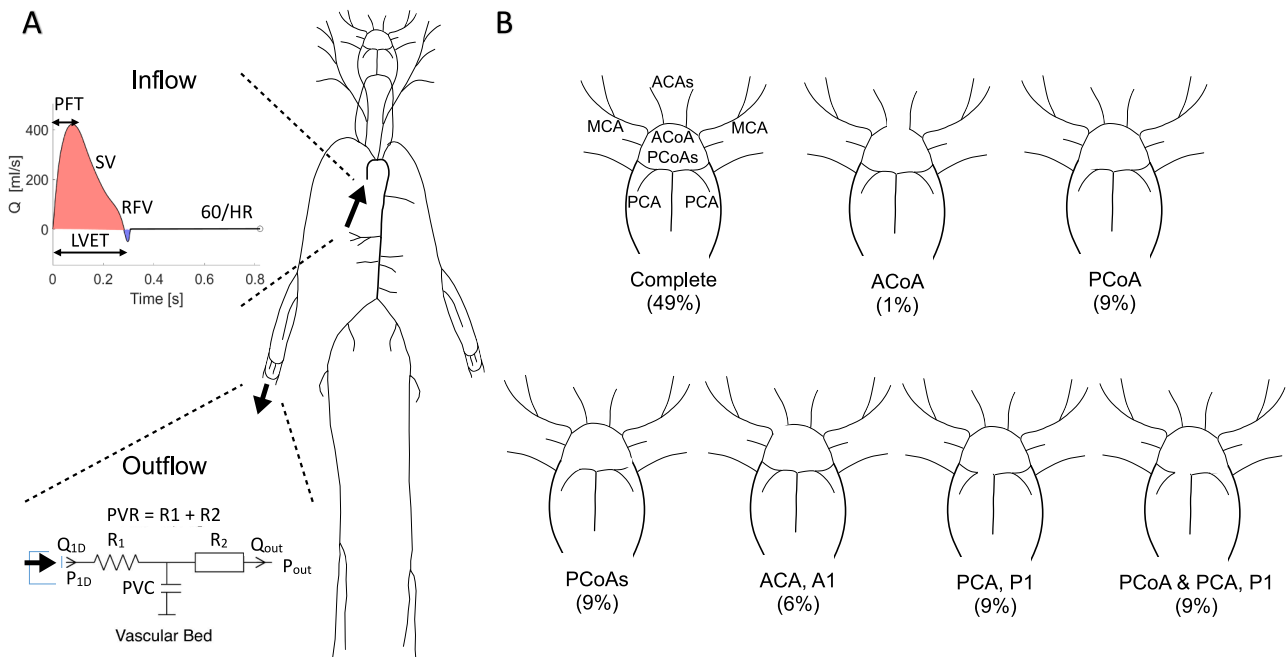 A
Inflow
PFT
400
SV
200
RFV
60/HR
0
LVET
Q [ml/s]
0 0.2 0.4 0.6 0.8
Time [s]
Outflow
PVR = R1 + R2
Q1D R1 R2 Qout
P1D Pout
PVC
Vascular Bed
B
ACAs
MCA MCA
ACoA
PCoAs
PCA PCA
Complete
(49%)
ACoA
(1%)
PCoA
(9%)
PCoAs
(9%)
ACA, A1
(6%)
PCA, P1
(9%)
PCoA & PCA, P1
(9%)